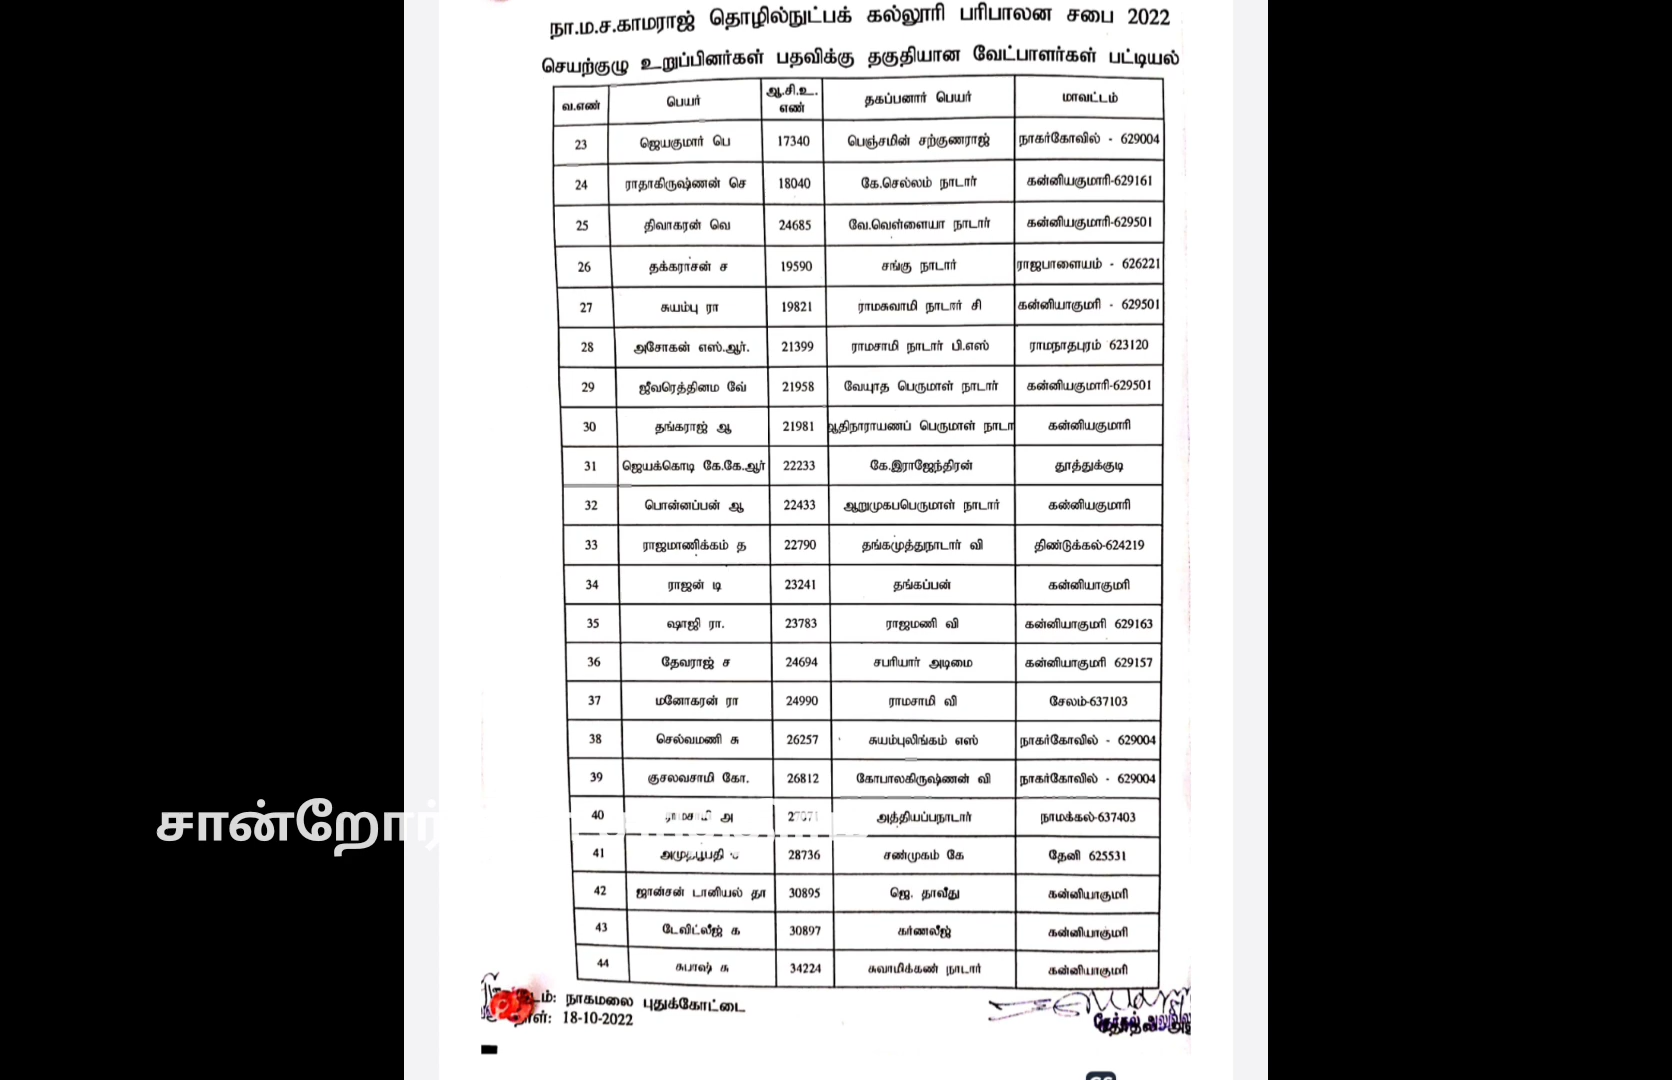 நா.ம.ச.காமராஜ் தொழில்நுட்பக் கல்லூரி பரிபாலன சபை 2022
செயற்குழு உறுப்பினர்கள் பதவிக்கு தகுதியான வேட்பாளர்கள் பட்டியல்
வ.எண் பெயர் ஆ.சி.உ. எண் தகப்பனார் பெயர் மாவட்டம்
23 ஜெயகுமார் பெ 17340 பெஞ்சமின் சற்குணராஜ் நாகர்கோவில் - 629004
24 ராதாகிருஷ்ணன் செ 18040 கே.செல்லம் நாடார் கன்னியகுமாரி-629161
25 திவாகரன் வெ 24685 வே.வெள்ளையா நாடார் கன்னியகுமாரி-629501
26 தக்கராசன் ச 19590 சங்கு நாடார் ராஜபாளையம் - 626221
27 சுயம்பு ரா 19821 ராமசுவாமி நாடார் சி கன்னியாகுமரி - 629501
28 அசோகன் எஸ்.ஆர். 21399 ராமசாமி நாடார் பி.எஸ் ராமநாதபுரம் 623120
29 ஜீவரெத்தினம வே் 21958 வேயுாத பெருமாள் நாடார் கன்னியகுமாரி-629501
30 தங்கராஜ் ஆ 21981 ஆதிநாராயணப் பெருமாள் நாடா கன்னியகுமாரி
31 ஜெயக்கொடி கே.கே.ஆர் 22233 கே.இராஜேந்திரன் தூத்துக்குடி
32 பொன்னப்பன் ஆ 22433 ஆறுமுகபபெருமாள் நாடார் கன்னியகுமாரி
33 ராஜமாணிக்கம் த 22790 தங்கமுத்துநாடார் வி திண்டுக்கல்-624219
34 ராஜன் டி 23241 தங்கப்பன் கன்னியாகுமரி
35 ஷாஜி ரா. 23783 ராஜமணி வி கன்னியாகுமரி 629163
36 தேவராஜ் ச 24694 சபரியார் அடிமை கன்னியாகுமரி 629157
37 மனோகரன் ரா 24990 ராமசாமி வி சேலம்-637103
38 செல்வமணி சு 26257 சுயம்புலிங்கம் எஸ் நாகர்கோவில் - 629004
39 குசலவசாமி கோ. 26812 கோபாலகிருஷ்ணன் வி நாகர்கோவில் - 629004
40 ராமசாமி அ அத்தியப்பநாடார் நாமக்கல்-637403
சான்றோர்
41 28736 சண்முகம் கே தேனி 625531
42 ஜான்சன் டானியல் தா 30895 ஜெ. தாவீது கன்னியாகுமரி
43 டேவிட்லீஜ் க 30897 கர்ணலீஜ் கன்னியாகுமரி
44 சுபாஷ் சு 34224 சுவாமிக்கண் நாடார் கன்னியாகுமரி
டம்: நாகமலை புதுக்கோட்டை
ாள்: 18-10-2022